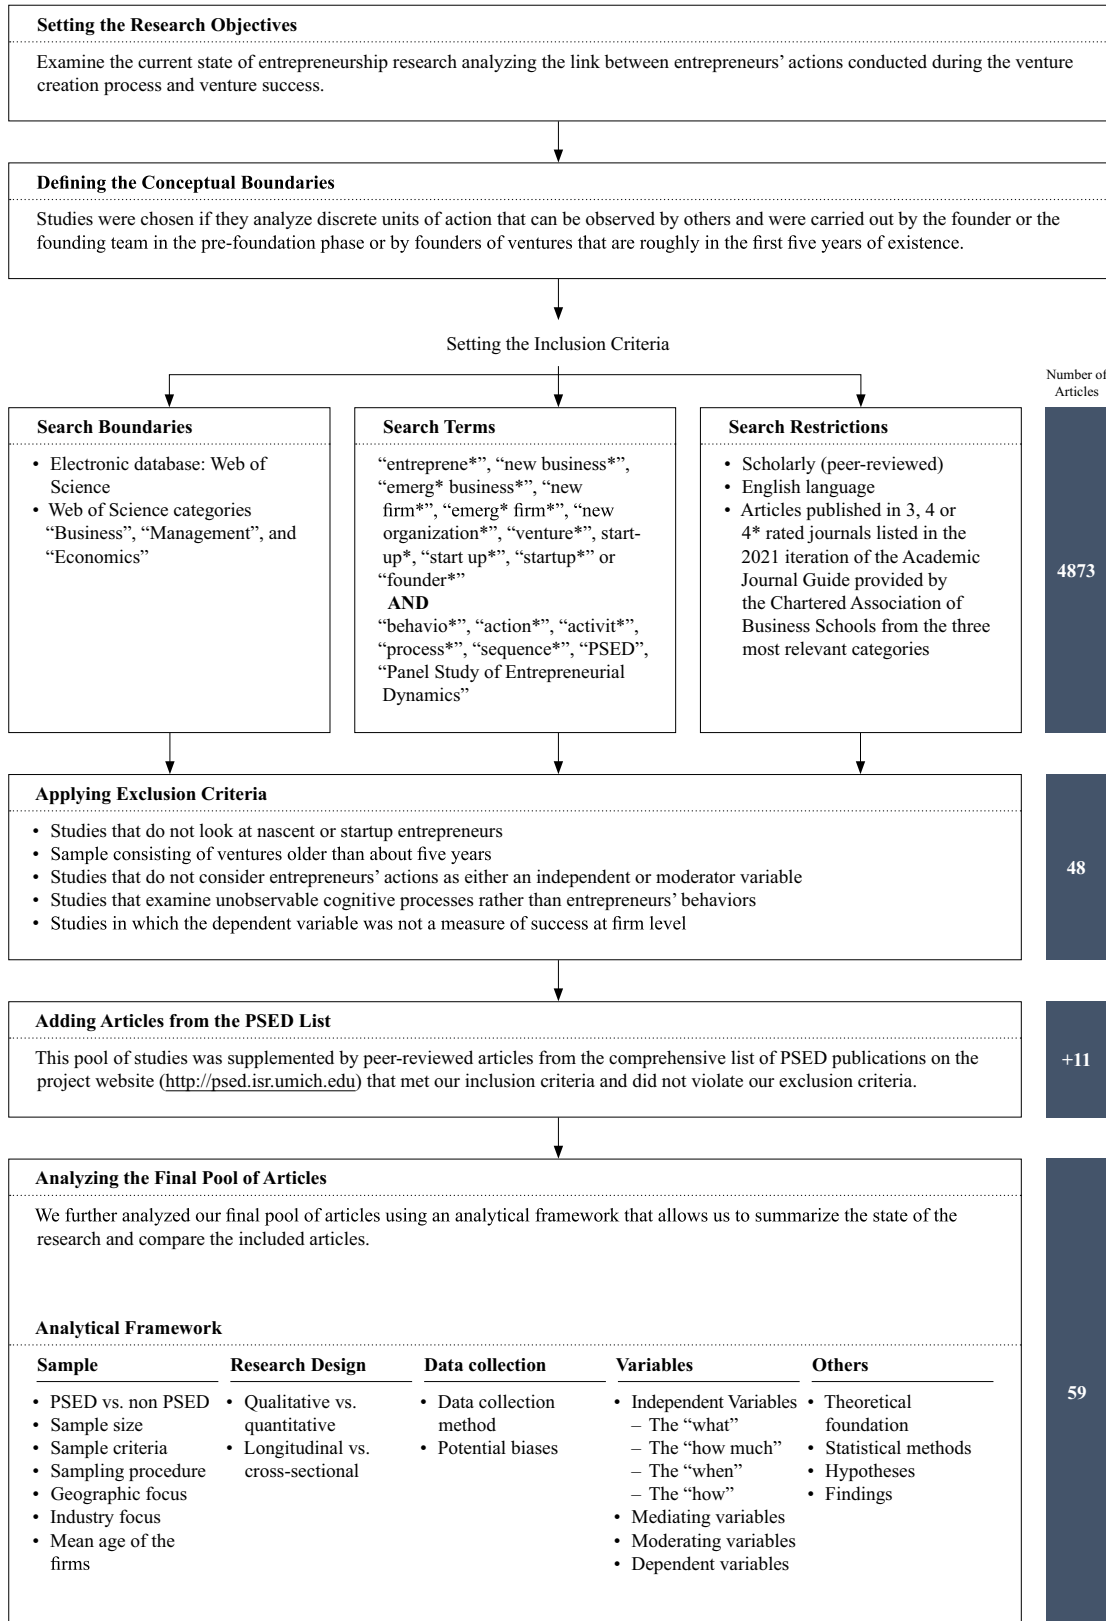 Setting the Research Objectives
Examine the current state of entrepreneurship research analyzing the link between entrepreneurs’ actions conducted during the venture
creation process and venture success.
Defining the Conceptual Boundaries
Studies were chosen if they analyze discrete units of action that can be observed by others and were carried out by the founder or the
founding team in the pre-foundation phase or by founders of ventures that are roughly in the first five years of existence.
Setting the Inclusion Criteria
Number of
Articles
Search Boundaries
• Electronic database: Web of
Science
• Web of Science categories
“Business”, “Management”, and
“Economics”
Search Terms
“entreprene*”, “new business*”,
“emerg* business*”, “new
firm*”, “emerg* firm*”, “new
organization*”, “venture*”, start-
up*, “start up*”, “startup*” or
“founder*”
AND
“behavio*”, “action*”, “activit*”,
“process*”, “sequence*”, “PSED”,
“Panel Study of Entrepreneurial
Dynamics”
Search Restrictions
• Scholarly (peer-reviewed)
• English language
• Articles published in 3, 4 or
4* rated journals listed in the
2021 iteration of the Academic
Journal Guide provided by
the Chartered Association of
Business Schools from the three
most relevant categories
4873
Applying Exclusion Criteria
• Studies that do not look at nascent or startup entrepreneurs
• Sample consisting of ventures older than about five years
• Studies that do not consider entrepreneurs’ actions as either an independent or moderator variable
• Studies that examine unobservable cognitive processes rather than entrepreneurs’ behaviors
• Studies in which the dependent variable was not a measure of success at firm level
48
Adding Articles from the PSED List
This pool of studies was supplemented by peer-reviewed articles from the comprehensive list of PSED publications on the
project website (http://psed.isr.umich.edu) that met our inclusion criteria and did not violate our exclusion criteria.
+11
Analyzing the Final Pool of Articles
We further analyzed our final pool of articles using an analytical framework that allows us to summarize the state of the
research and compare the included articles.
Analytical Framework
Sample
• PSED vs. non PSED
• Sample size
• Sample criteria
• Sampling procedure
• Geographic focus
• Industry focus
• Mean age of the
firms
Research Design
• Qualitative vs.
quantitative
• Longitudinal vs.
cross-sectional
Data collection
• Data collection
method
• Potential biases
Variables
• Independent Variables
– The “what”
– The “how much”
– The “when”
– The “how”
• Mediating variables
• Moderating variables
• Dependent variables
Others
• Theoretical
foundation
• Statistical methods
• Hypotheses
• Findings
59